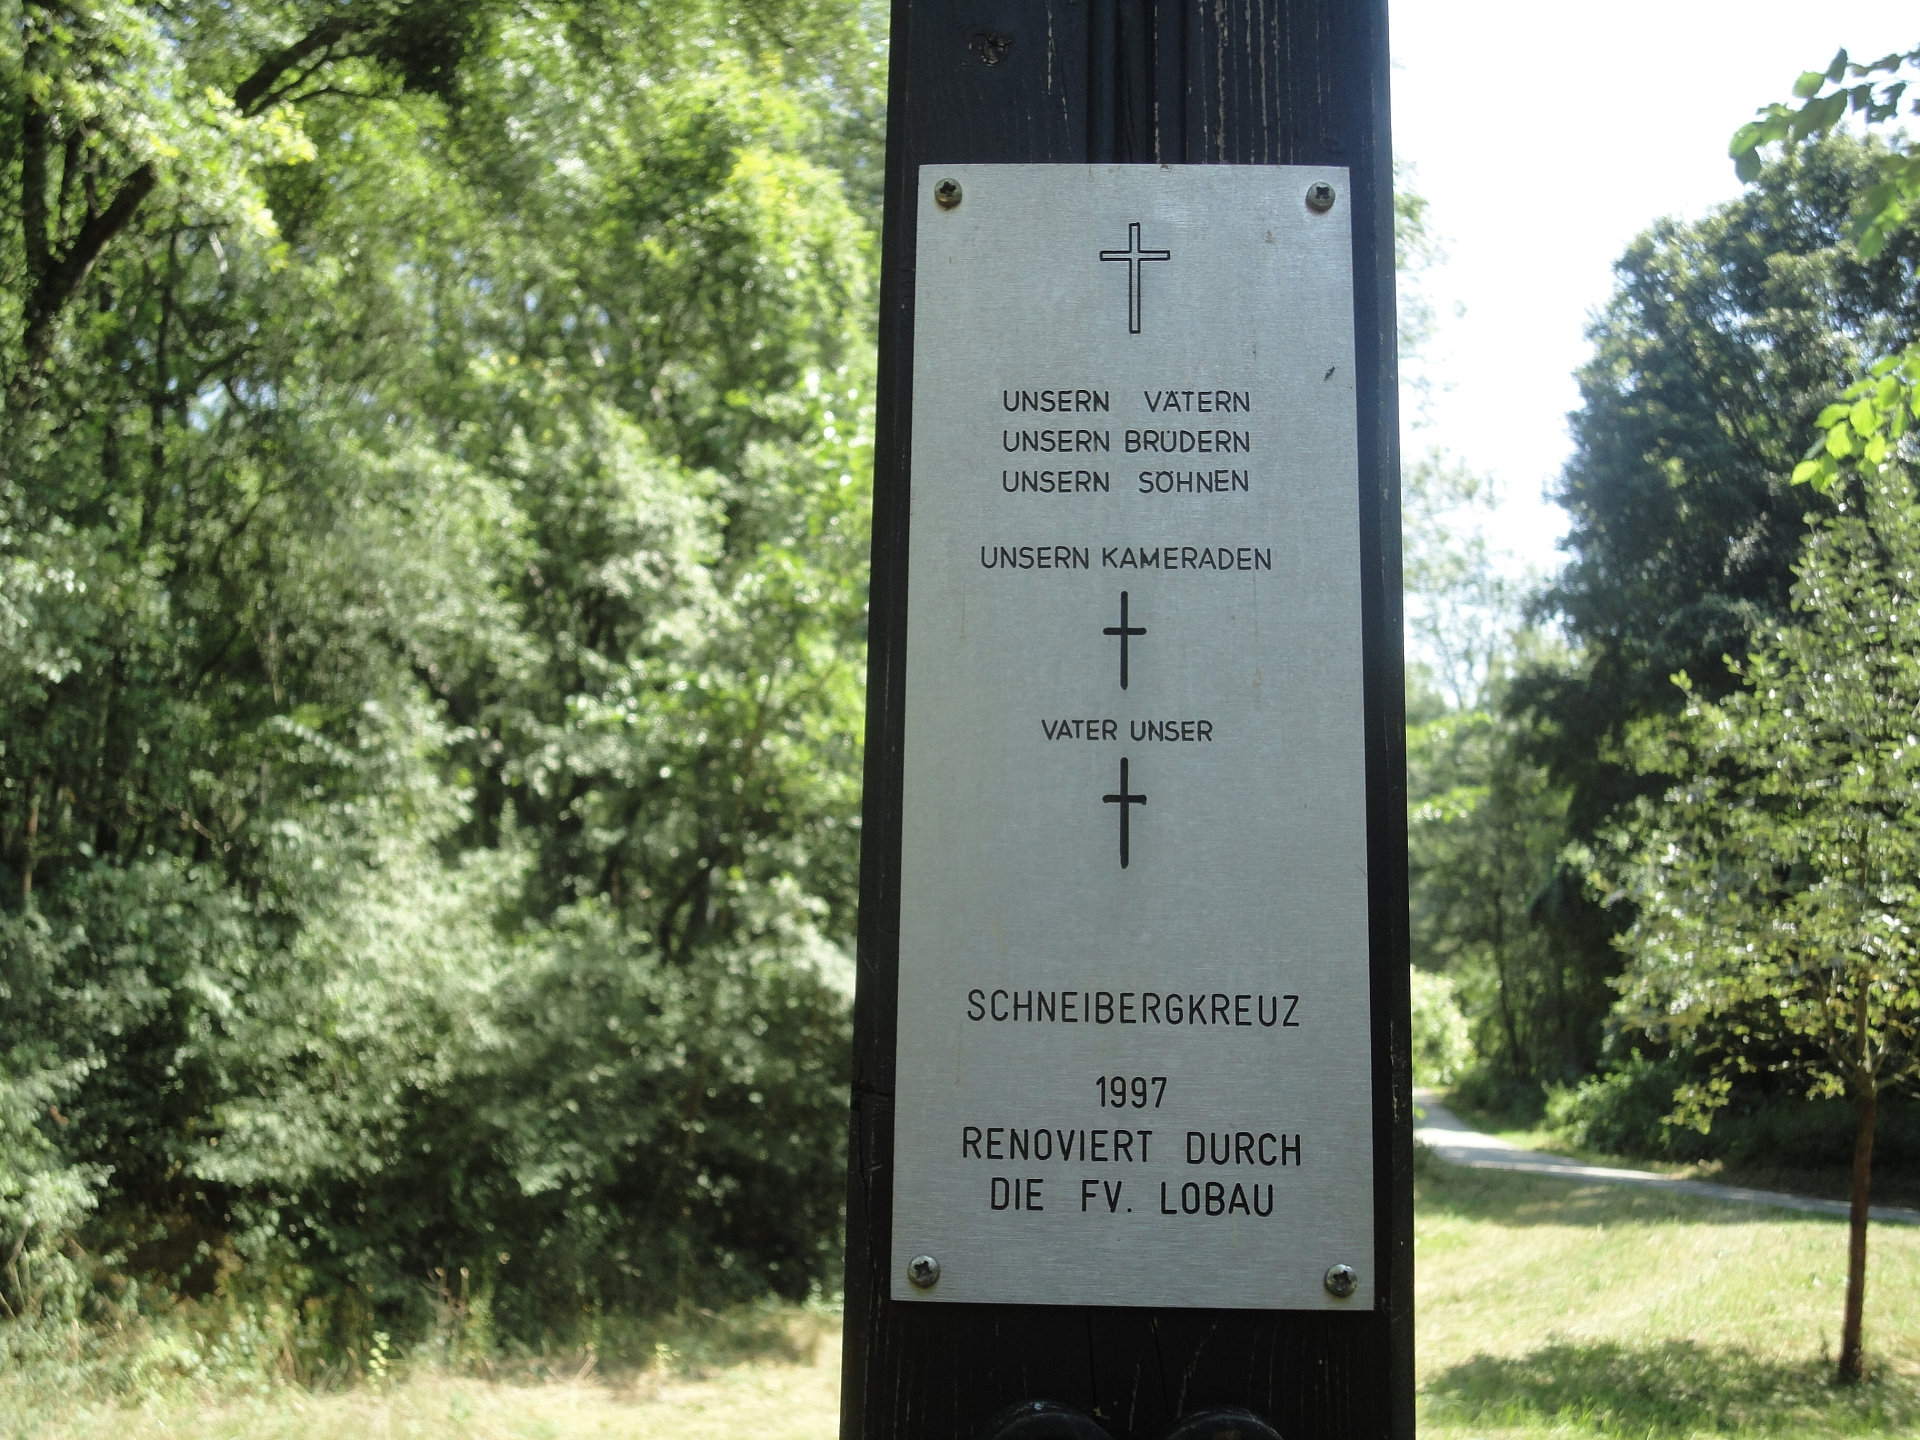 UNSERN VÄTERN
UNSERN BRÜDERN
UNSERN SÖHNEN
UNSERN KAMERADEN
VATER UNSER
SCHNEIBERGKREUZ
1997
RENOVIERT DURCH
DIE FV. LOBAU